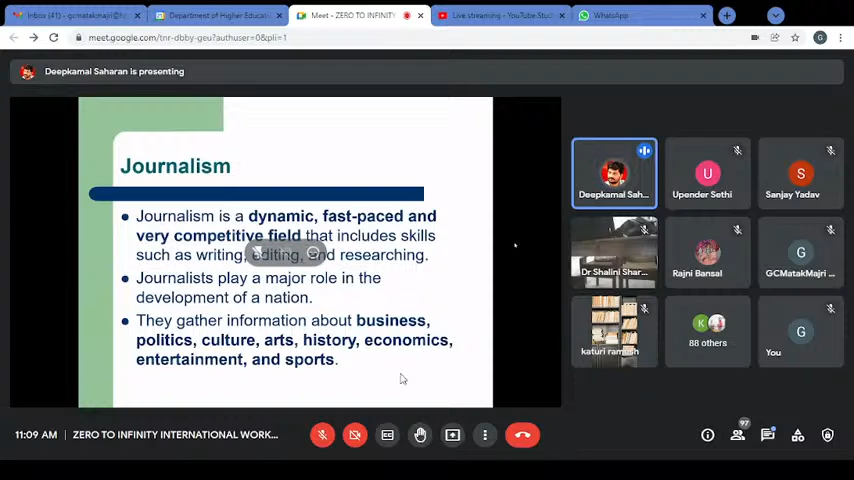 Inbox (41) - gcmatakmajri@
Department of Higher Educat
Meet - ZERO TO INFINITY
Live streaming - YouTube Stud
WhatsApp
meet.google.com/tnr-dbby-geu?authuser=0&pli=1
G
Deepkamal Saharan is presenting
Journalism
Journalism is a dynamic, fast-paced and
very competitive field that includes skills
such as writing, editing, and researching.
Journalists play a major role in the
development of a nation.
They gather information about business,
politics, culture, arts, history, economics,
entertainment, and sports.
Deepkamal Sah...
U
Upender Sethi
S
Sanjay Yadav
Dr Shalini Shar...
Rajni Bansal
G
GCMatakMajri ...
katuri ramesh
K
88 others
G
You
11:09 AM | ZERO TO INFINITY INTERNATIONAL WORK...
CC
97